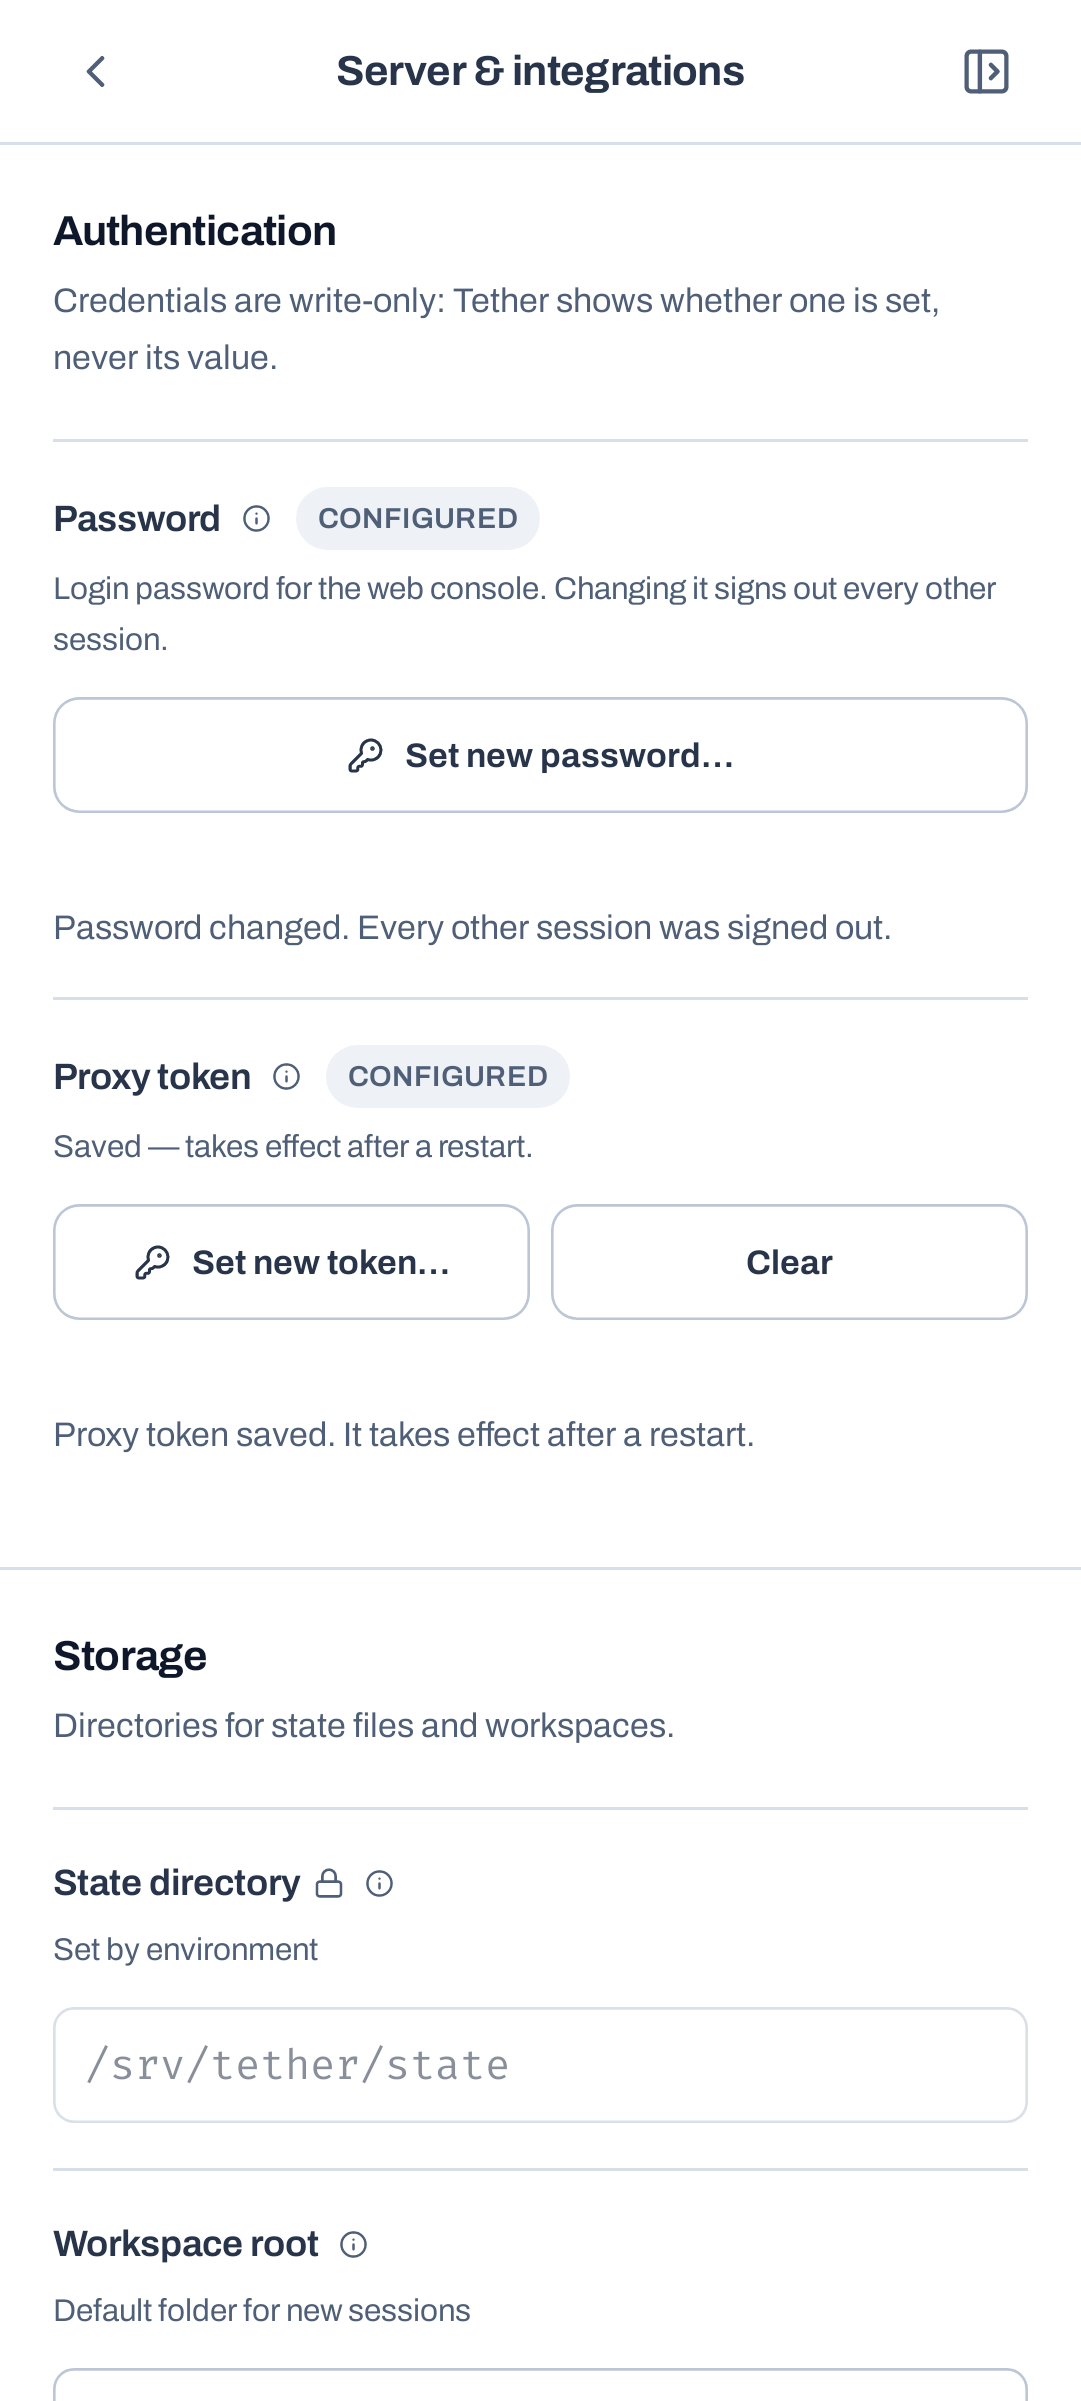 Server & integrations
Authentication
Credentials are write-only: Tether shows whether one is set,
never its value.
Password
CONFIGURED
Login password for the web console. Changing it signs out every other
session.
Set new password...
Password changed. Every other session was signed out.
Proxy token
CONFIGURED
Saved — takes effect after a restart.
Set new token...
Clear
Proxy token saved. It takes effect after a restart.
Storage
Directories for state files and workspaces.
State directory
Set by environment
/srv/tether/state
Workspace root
Default folder for new sessions